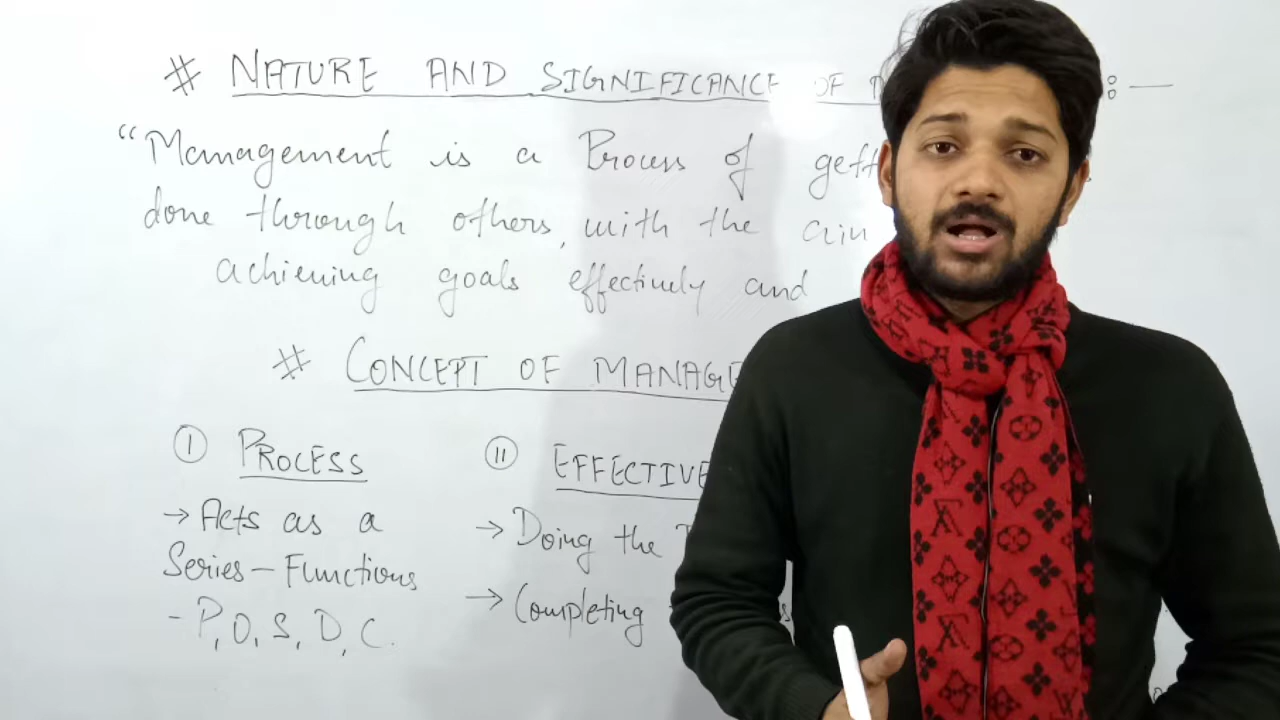 # NATURE AND SIGNIFICANCE OF :—
“Management is a Process of gett
done through others, with the aim
achieving goals effectively and
# CONCEPT OF MANAGE
I PROCESS
→ Acts as a
Series – Functions
- P, O, S, D, C.
II EFFECTIVE
→ Doing the
→ Completing